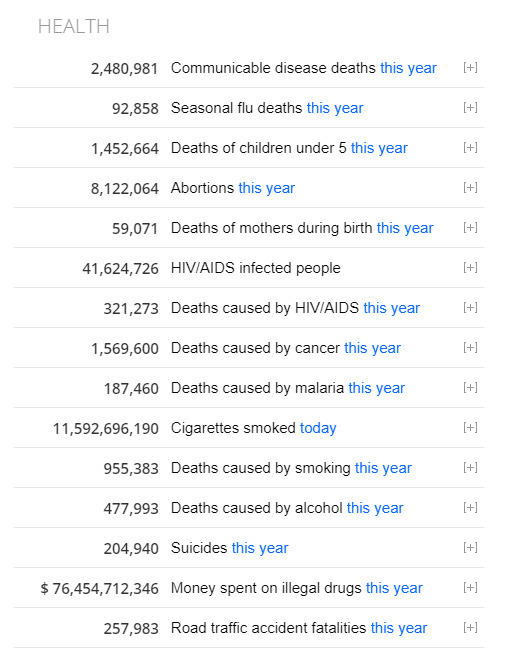 HEALTH
2,480,981 Communicable disease deaths this year [+]
92,858 Seasonal flu deaths this year [+]
1,452,664 Deaths of children under 5 this year [+]
8,122,064 Abortions this year [+]
59,071 Deaths of mothers during birth this year [+]
41,624,726 HIV/AIDS infected people [+]
321,273 Deaths caused by HIV/AIDS this year [+]
1,569,600 Deaths caused by cancer this year [+]
187,460 Deaths caused by malaria this year [+]
11,592,696,190 Cigarettes smoked today [+]
955,383 Deaths caused by smoking this year [+]
477,993 Deaths caused by alcohol this year [+]
204,940 Suicides this year [+]
$ 76,454,712,346 Money spent on illegal drugs this year [+]
257,983 Road traffic accident fatalities this year [+]